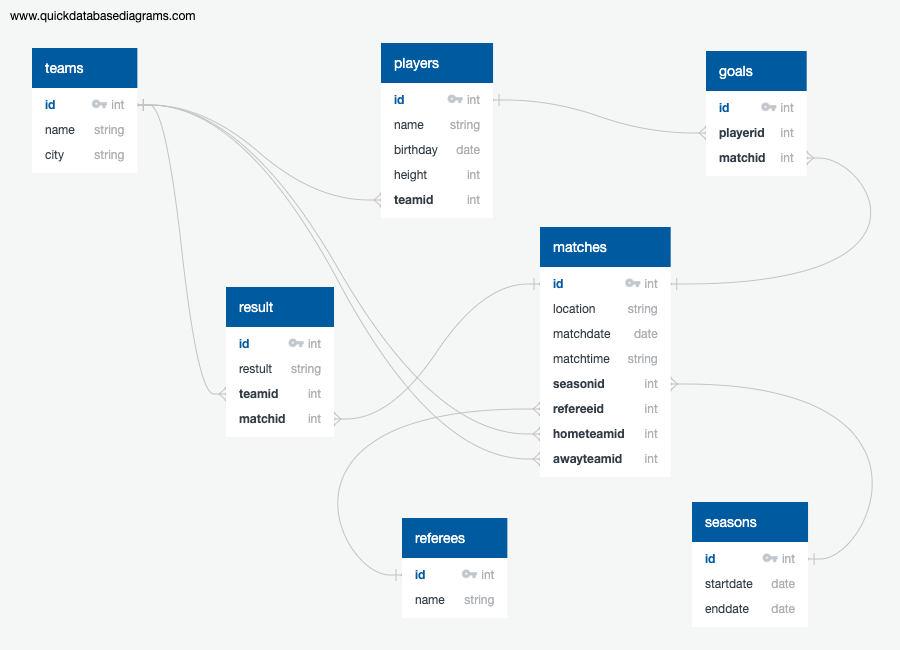 www.quickdatabasediagrams.com
teams
id int
name string
city string
players
id int
name string
birthday date
height int
teamid int
goals
id int
playerid int
matchid int
matches
id int
location string
matchdate date
matchtime string
seasonid int
refereeid int
hometeamid int
awayteamid int
result
id int
restult string
teamid int
matchid int
referees
id int
name string
seasons
id int
startdate date
enddate date